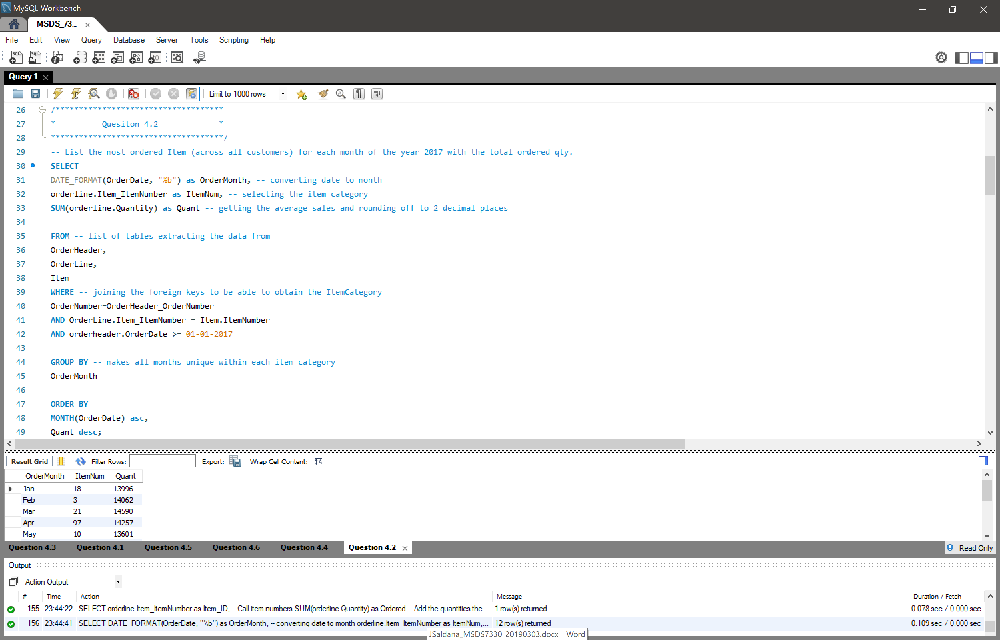 MySQL Workbench
MSDS_73...
File Edit View Query Database Server Tools Scripting Help
Query 1
Limit to 1000 rows
26 /************************************
27 * Quesiton 4.2 *
28 *************************************/
29 -- List the most ordered Item (across all customers) for each month of the year 2017 with the total ordered qty.
30 SELECT
31 DATE_FORMAT(OrderDate, "%b") as OrderMonth, -- converting date to month
32 orderline.Item_ItemNumber as ItemNum, -- selecting the item category
33 SUM(orderline.Quantity) as Quant -- getting the average sales and rounding off to 2 decimal places
34
35 FROM -- list of tables extracting the data from
36 OrderHeader,
37 OrderLine,
38 Item
39 WHERE -- joining the foreign keys to be able to obtain the ItemCategory
40 OrderNumber=OrderHeader_OrderNumber
41 AND OrderLine.Item_ItemNumber = Item.ItemNumber
42 AND orderheader.OrderDate >= 01-01-2017
43
44 GROUP BY -- makes all months unique within each item category
45 OrderMonth
46
47 ORDER BY
48 MONTH(OrderDate) asc,
49 Quant desc;
Result Grid Filter Rows: Export: Wrap Cell Content:
OrderMonth ItemNum Quant
Jan 18 13996
Feb 3 14062
Mar 21 14590
Apr 97 14257
May 10 13601
Question 4.3 Question 4.1 Question 4.5 Question 4.6 Question 4.4 Question 4.2 Read Only
Output
Action Output
# Time Action Message Duration / Fetch
155 23:44:22 SELECT orderline.Item_ItemNumber as Item_ID, -- Call item numbers SUM(orderline.Quantity) as Ordered -- Add the quantities the... 1 row(s) returned 0.078 sec / 0.000 sec
156 23:44:41 SELECT DATE_FORMAT(OrderDate, "%b") as OrderMonth, -- converting date to month orderline.Item_ItemNumber as ItemNum,... 12 row(s) returned 0.109 sec / 0.000 sec
JSaldana_MSDS7330-20190303.docx - Word